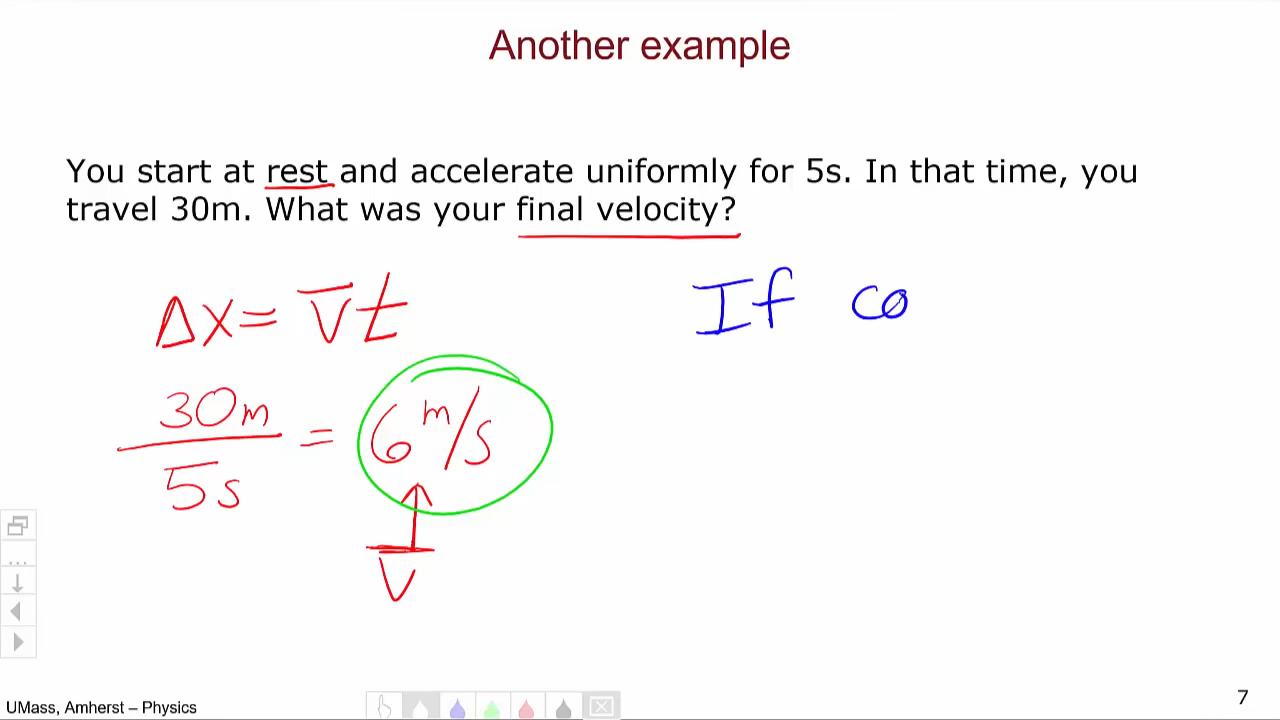 Another example
You start at rest and accelerate uniformly for 5s. In that time, you
travel 30m. What was your final velocity?
Δx = v̅t
If co
30m
5s
= 6 m/s
v̅
UMass, Amherst – Physics
7